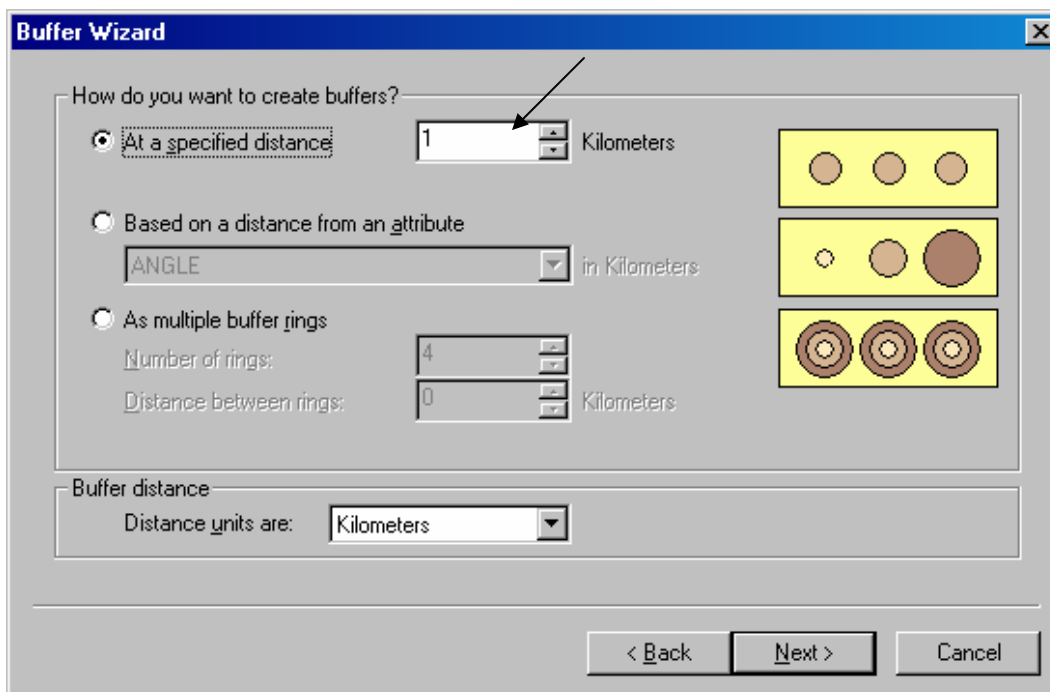 Buffer Wizard
How do you want to create buffers?
At a specified distance 1 Kilometers
Based on a distance from an attribute
ANGLE in Kilometers
As multiple buffer rings
Number of rings: 4
Distance between rings: 0 Kilometers
Buffer distance
Distance units are: Kilometers
< Back Next > Cancel